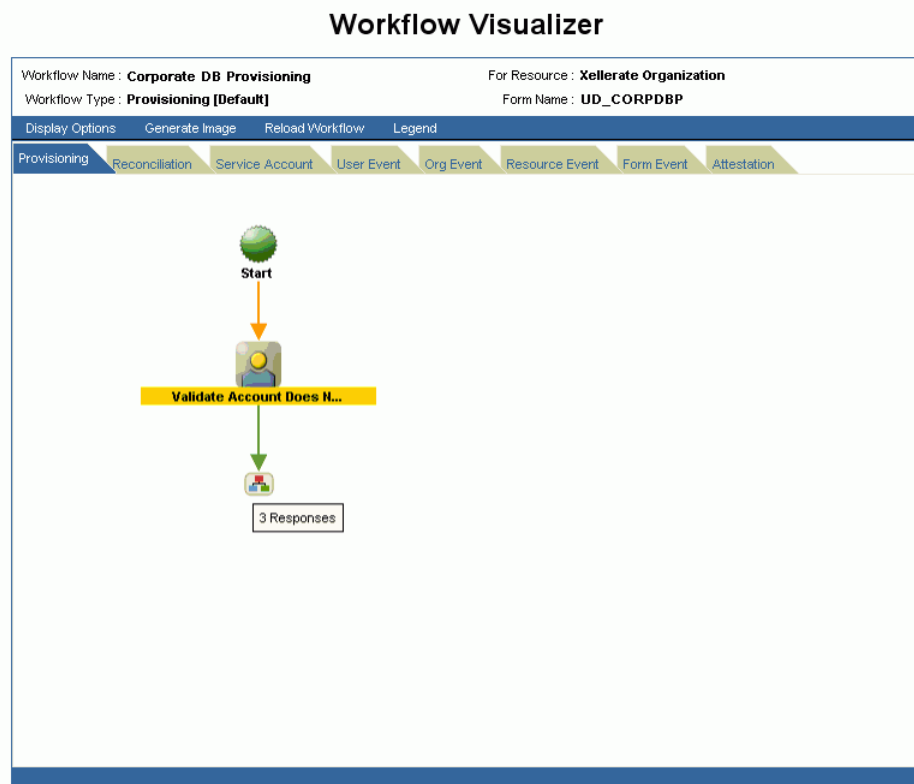 Workflow Visualizer
Workflow Name : Corporate DB Provisioning For Resource : Xellerate Organization
Workflow Type : Provisioning [Default] Form Name : UD_CORPDBP
Display Options Generate Image Reload Workflow Legend
Provisioning Reconciliation Service Account User Event Org Event Resource Event Form Event Attestation
Start
Validate Account Does N...
3 Responses